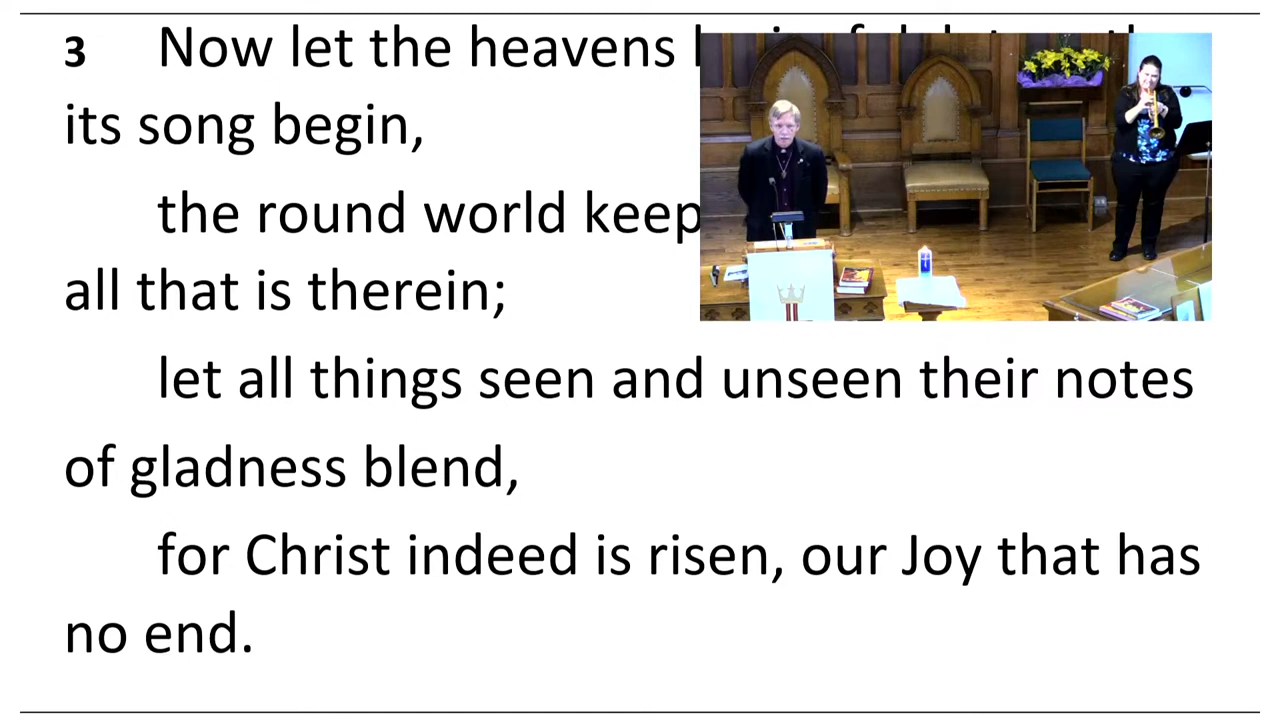 3 Now let the heavens
its song begin,
the round world keep
all that is therein;
let all things seen and unseen their notes
of gladness blend,
for Christ indeed is risen, our Joy that has
no end.